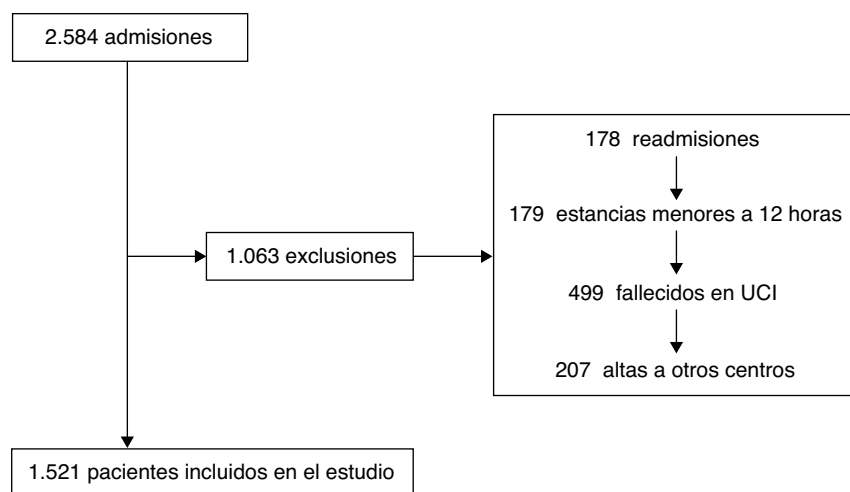 2.584 admisiones
178 readmisiones
179 estancias menores a 12 horas
1.063 exclusiones
499 fallecidos en UCI
207 altas a otros centros
1.521 pacientes incluidos en el estudio